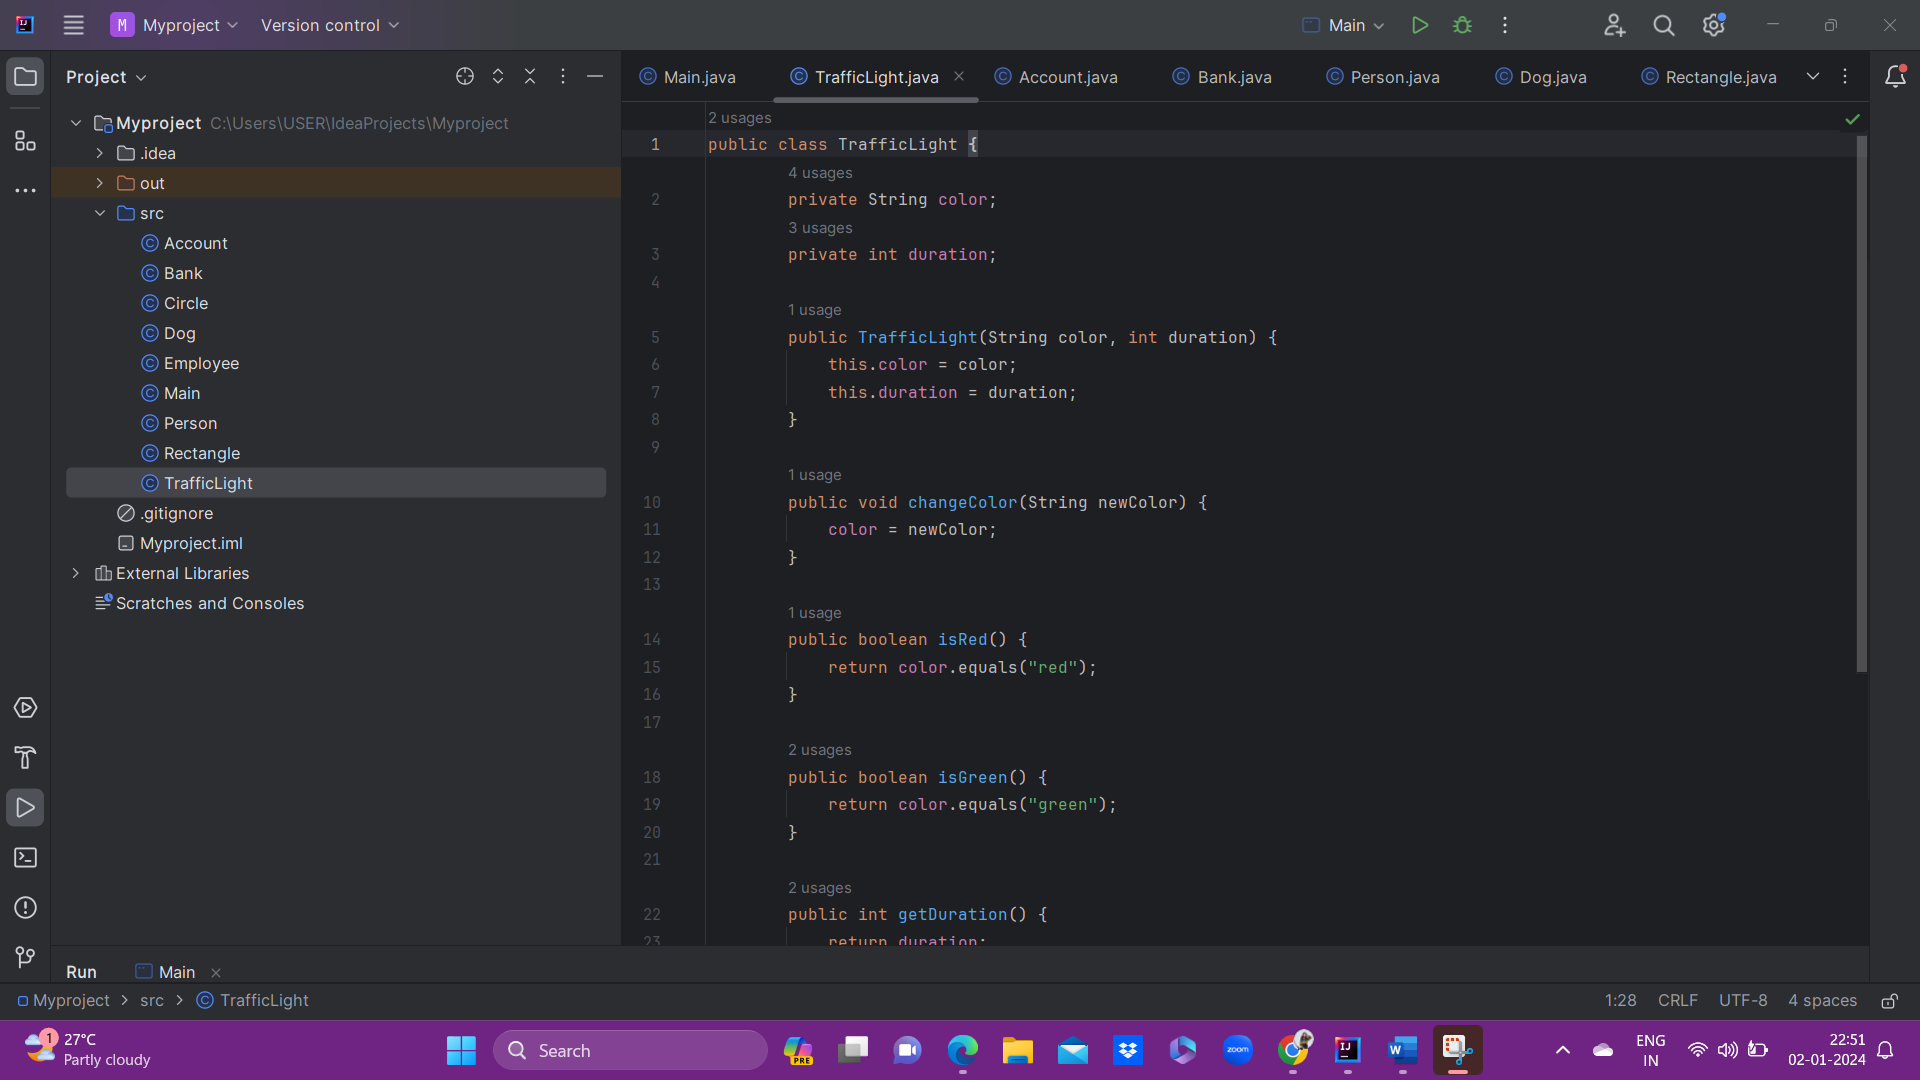 M Myproject Version control Main
Project
Main.java TrafficLight.java Account.java Bank.java Person.java Dog.java Rectangle.java
Myproject C:\Users\USER\IdeaProjects\Myproject
.idea
out
src
Account
Bank
Circle
Dog
Employee
Main
Person
Rectangle
TrafficLight
.gitignore
Myproject.iml
External Libraries
Scratches and Consoles
2 usages
1 public class TrafficLight {
4 usages
2 private String color;
3 usages
3 private int duration;
4
1 usage
5 public TrafficLight(String color, int duration) {
6 this.color = color;
7 this.duration = duration;
8 }
9
1 usage
10 public void changeColor(String newColor) {
11 color = newColor;
12 }
13
1 usage
14 public boolean isRed() {
15 return color.equals("red");
16 }
17
2 usages
18 public boolean isGreen() {
19 return color.equals("green");
20 }
21
2 usages
22 public int getDuration() {
23 return duration;
Run Main
Myproject > src > TrafficLight 1:28 CRLF UTF-8 4 spaces
1 27°C
Partly cloudy
Search
PRE
zoom
IJ
W
ENG
IN
22:51
02-01-2024